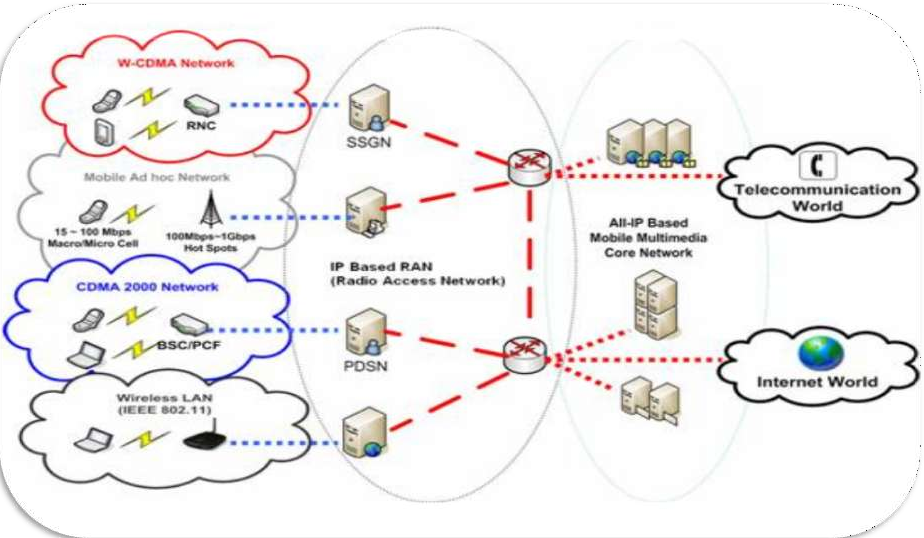 W-CDMA Network
RNC
SSGN
Mobile Ad hoc Network
15 ~ 100 Mbps
Macro/Micro Cell
100Mbps~1Gbps
Hot Spots
IP Based RAN
(Radio Access Network)
CDMA 2000 Network
BSC/PCF
PDSN
Wireless LAN
(IEEE 802.11)
All-IP Based
Mobile Multimedia
Core Network
Telecommunication
World
Internet World